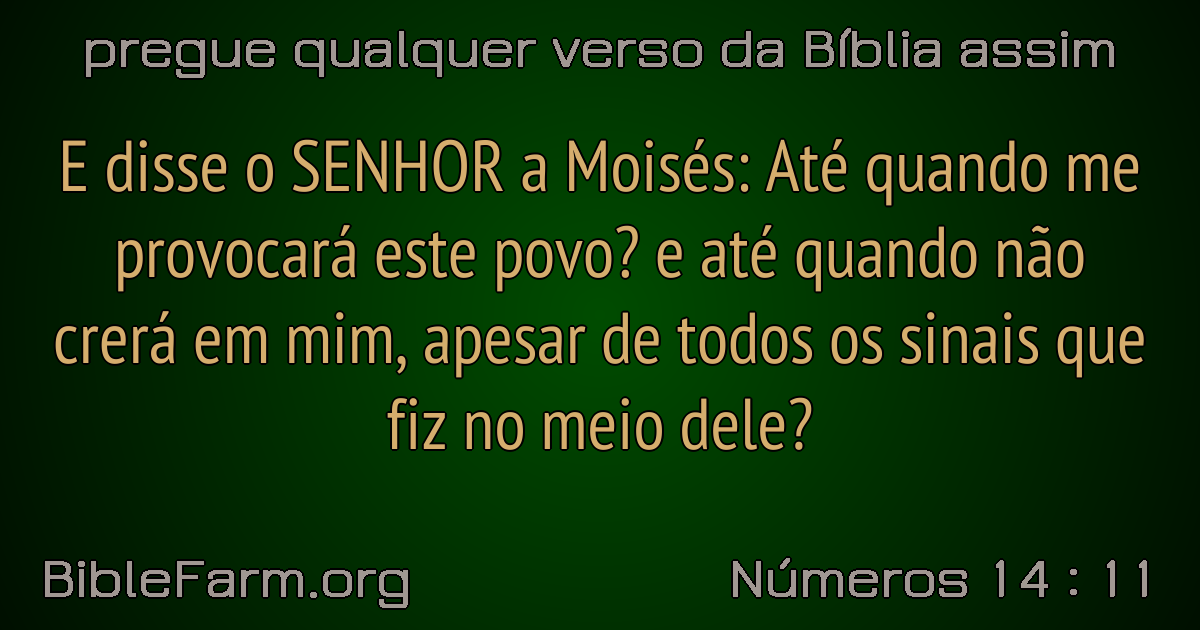 pregue qualquer verso da Bíblia assim
E disse o SENHOR a Moisés: Até quando me
provocará este povo? e até quando não
crerá em mim, apesar de todos os sinais que
fiz no meio dele?
BibleFarm.org
Números 14 : 11